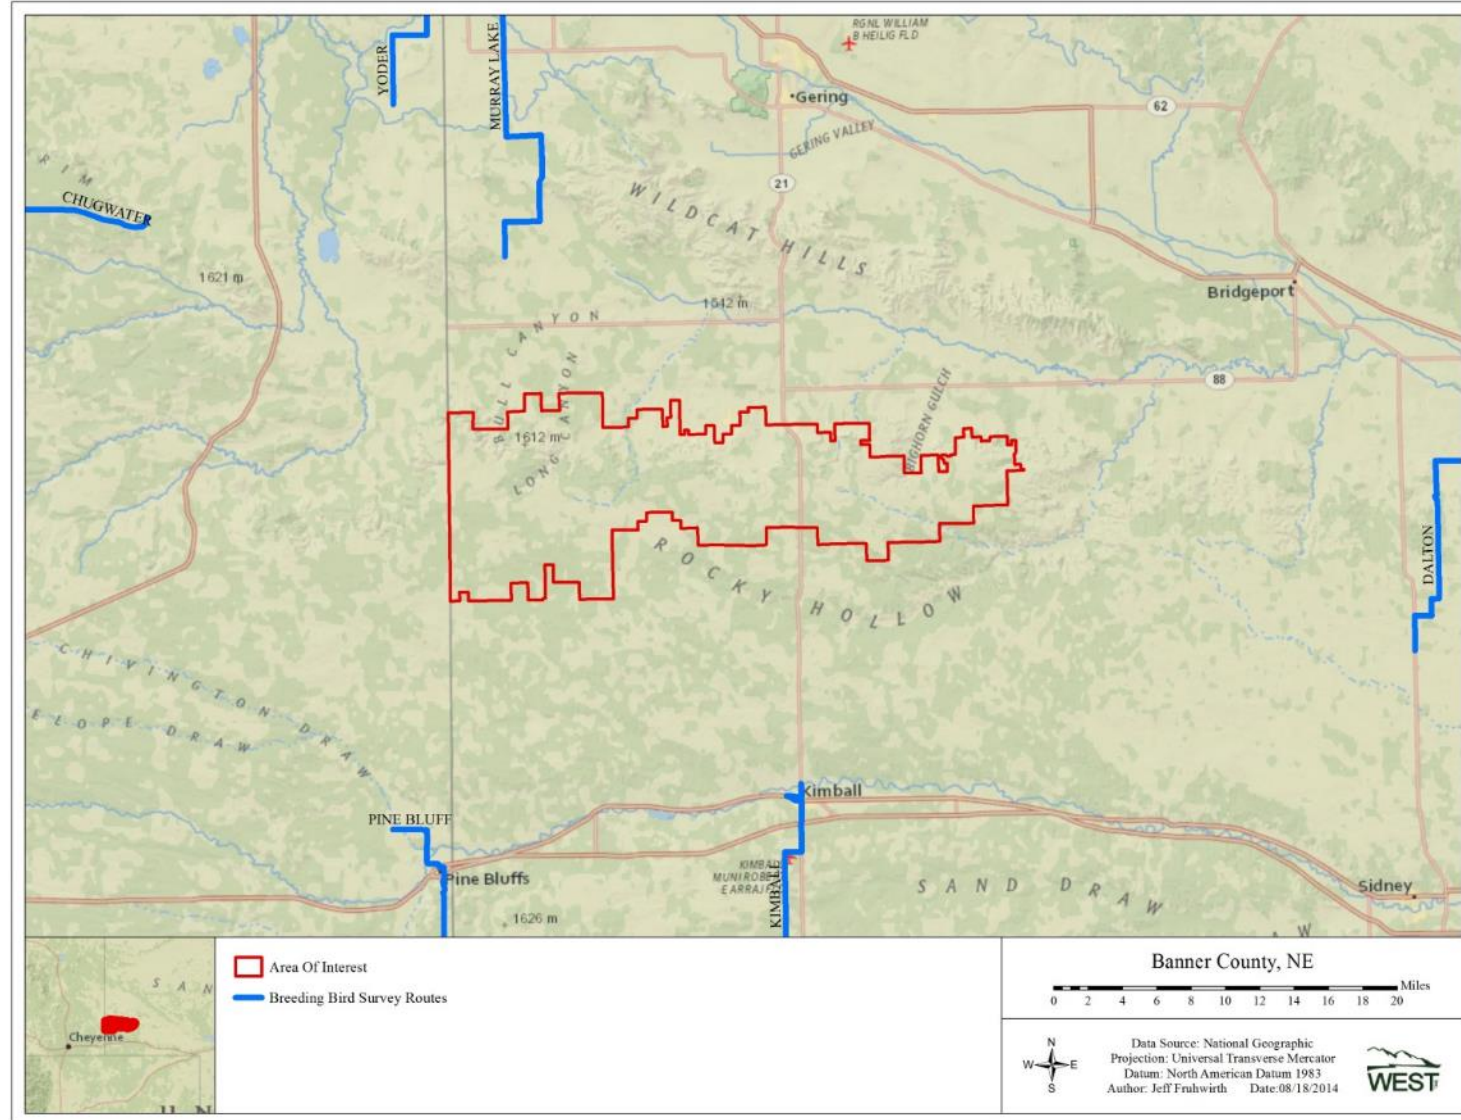 RGNL WILLIAM
B HEILIG FLD
YODER
MURRAY LAKE
Gering
62
GERING VALLEY
RIM
CHUGWATER
21
WILDCAT HILLS
1621 m
1542 m
Bridgeport
BULL CANYON
LONG CANYON
88
BIGHORN GULCH
1612 m
ROCKY HOLLOW
DALTON
CHIVINGTON DRAW
ELOPE DRAW
PINE BLUFF
Kimball
Pine Bluffs
KIMBALL
SAND DRAW
Sidney
1626 m
AW
SAN
Cheyenne
Area Of Interest
Breeding Bird Survey Routes
Banner County, NE
Miles
0 2 4 6 8 10 12 14 16 18 20
N
W E
S
Data Source: National Geographic
Projection: Universal Transverse Mercator
Datum: North American Datum 1983
Author: Jeff Fruhwirth Date:08/18/2014
WEST